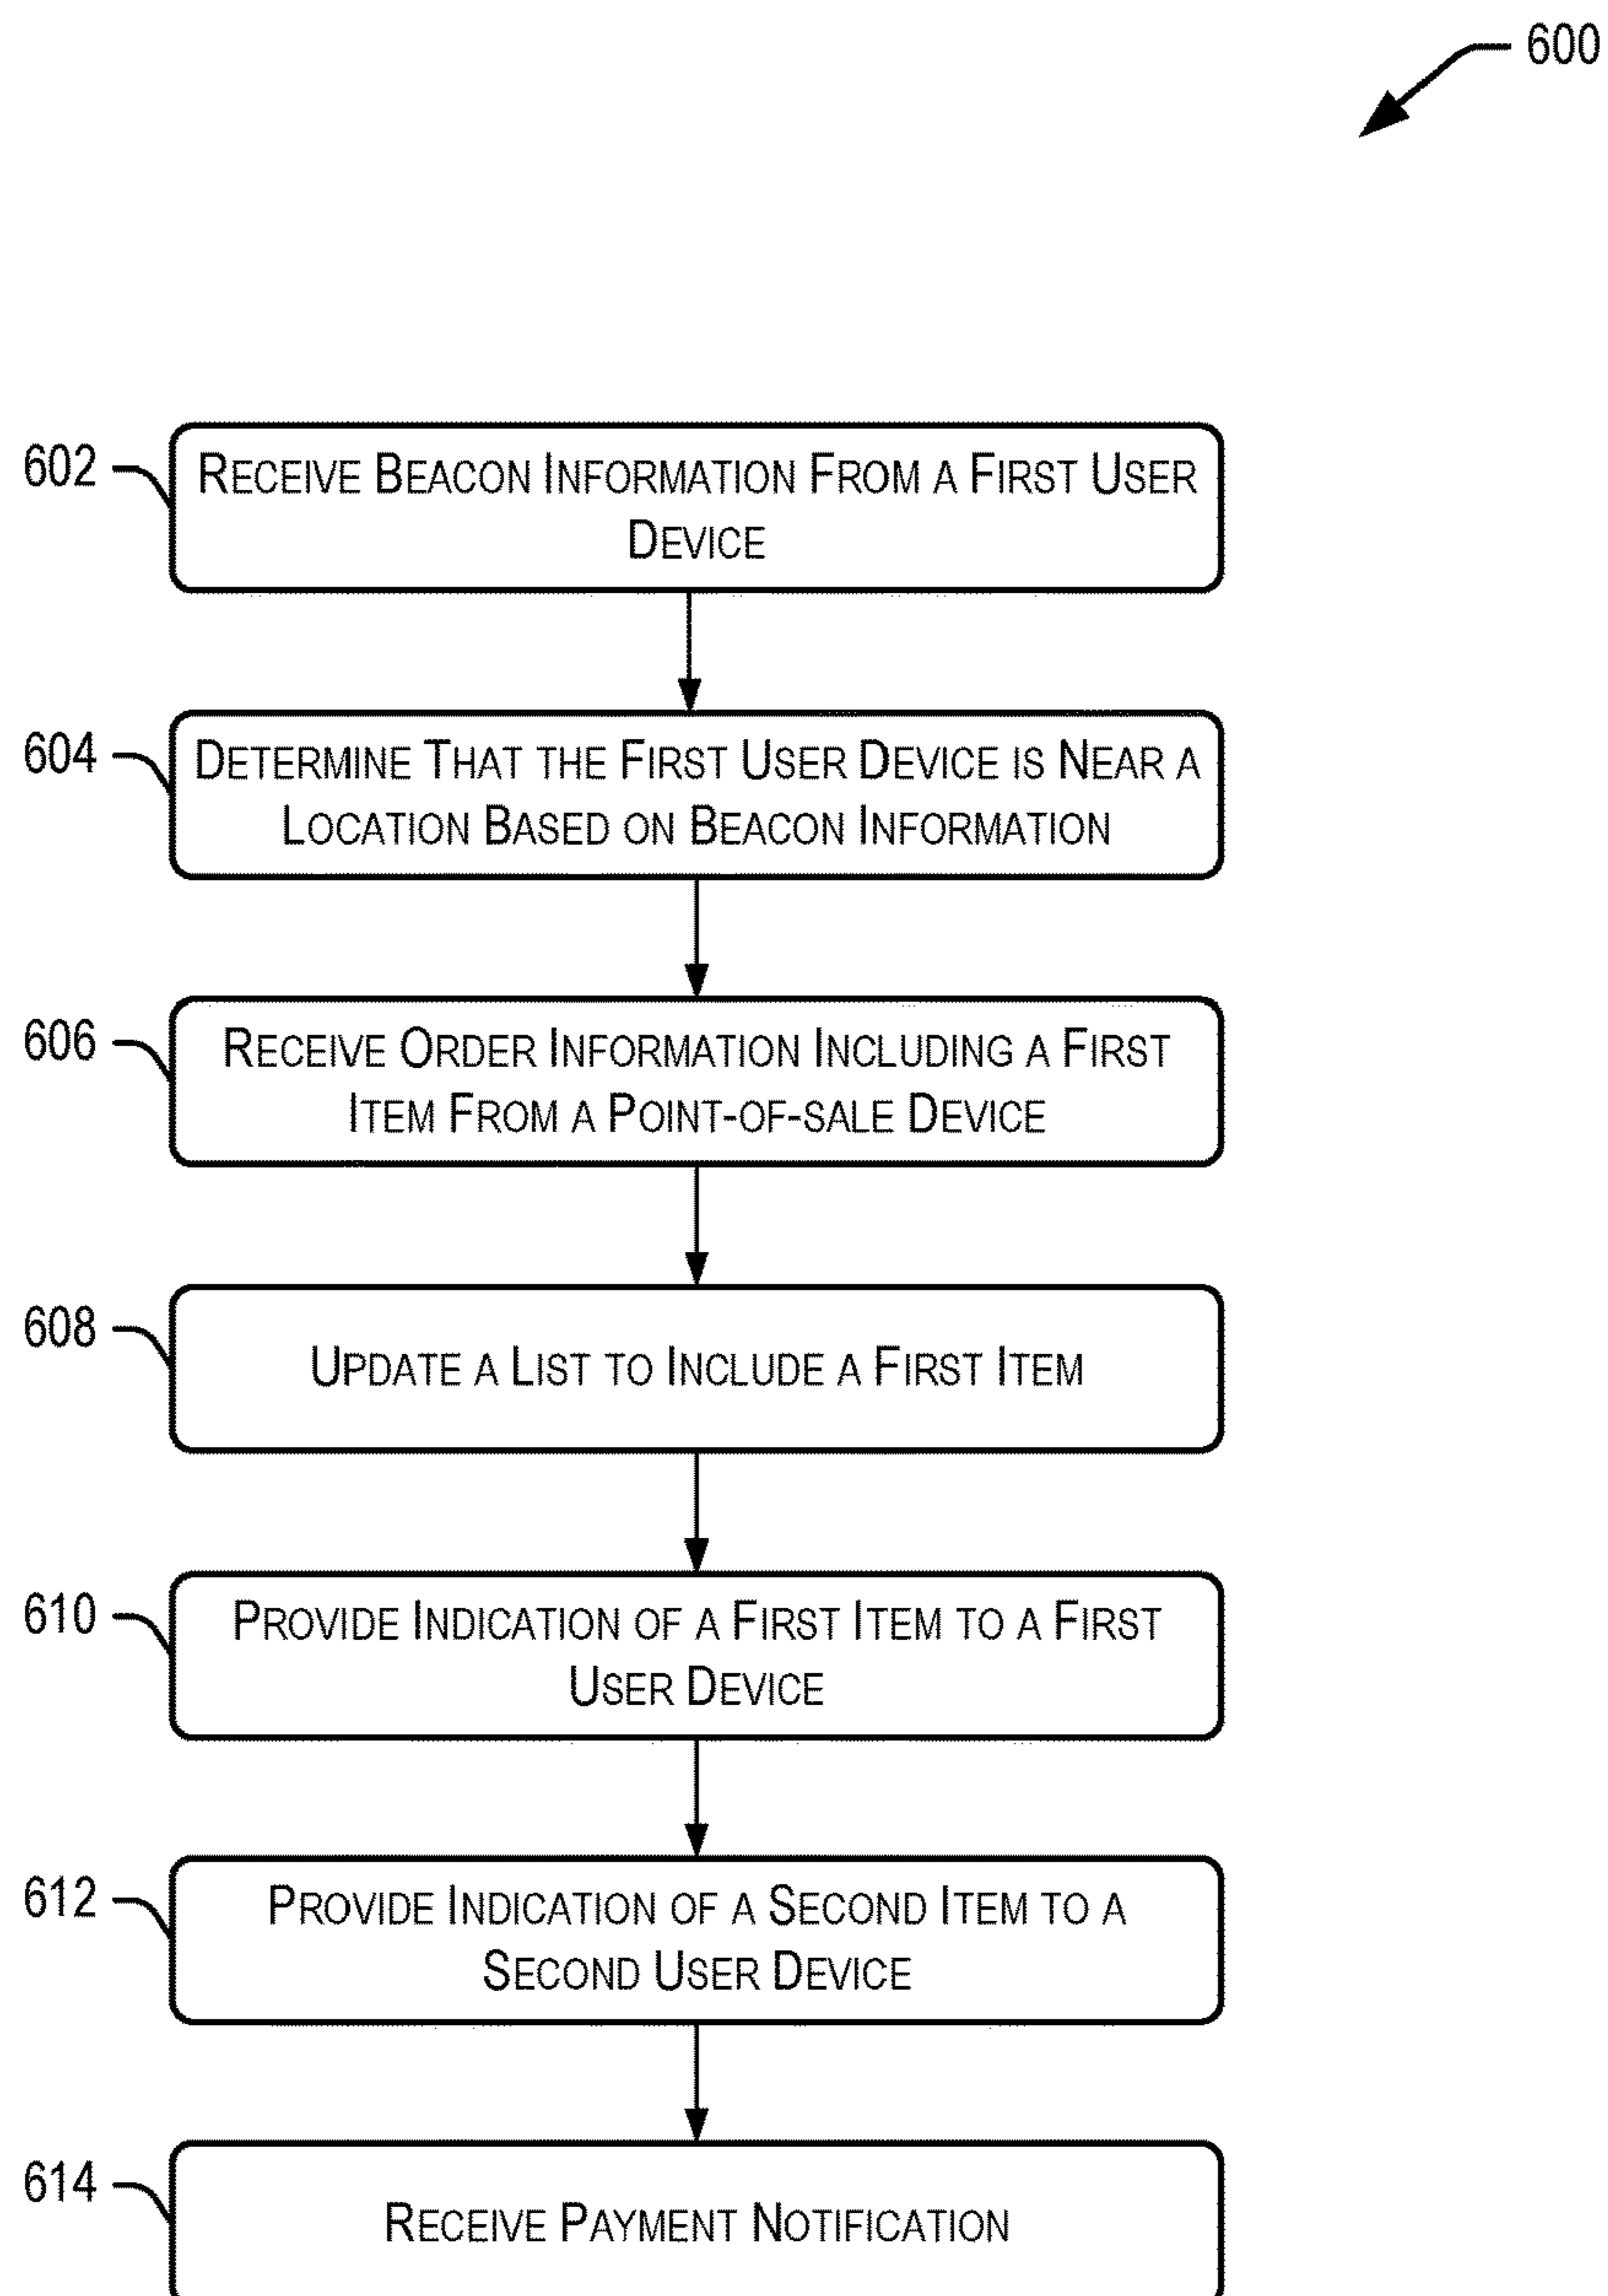 600
602
RECEIVE BEACON INFORMATION FROM A FIRST USER
DEVICE
604
DETERMINE THAT THE FIRST USER DEVICE IS NEAR A
LOCATION BASED ON BEACON INFORMATION
606
RECEIVE ORDER INFORMATION INCLUDING A FIRST
ITEM FROM A POINT-OF-SALE DEVICE
608
UPDATE A LIST TO INCLUDE A FIRST ITEM
610
PROVIDE INDICATION OF A FIRST ITEM TO A FIRST
USER DEVICE
612
PROVIDE INDICATION OF A SECOND ITEM TO A
SECOND USER DEVICE
614
RECEIVE PAYMENT NOTIFICATION